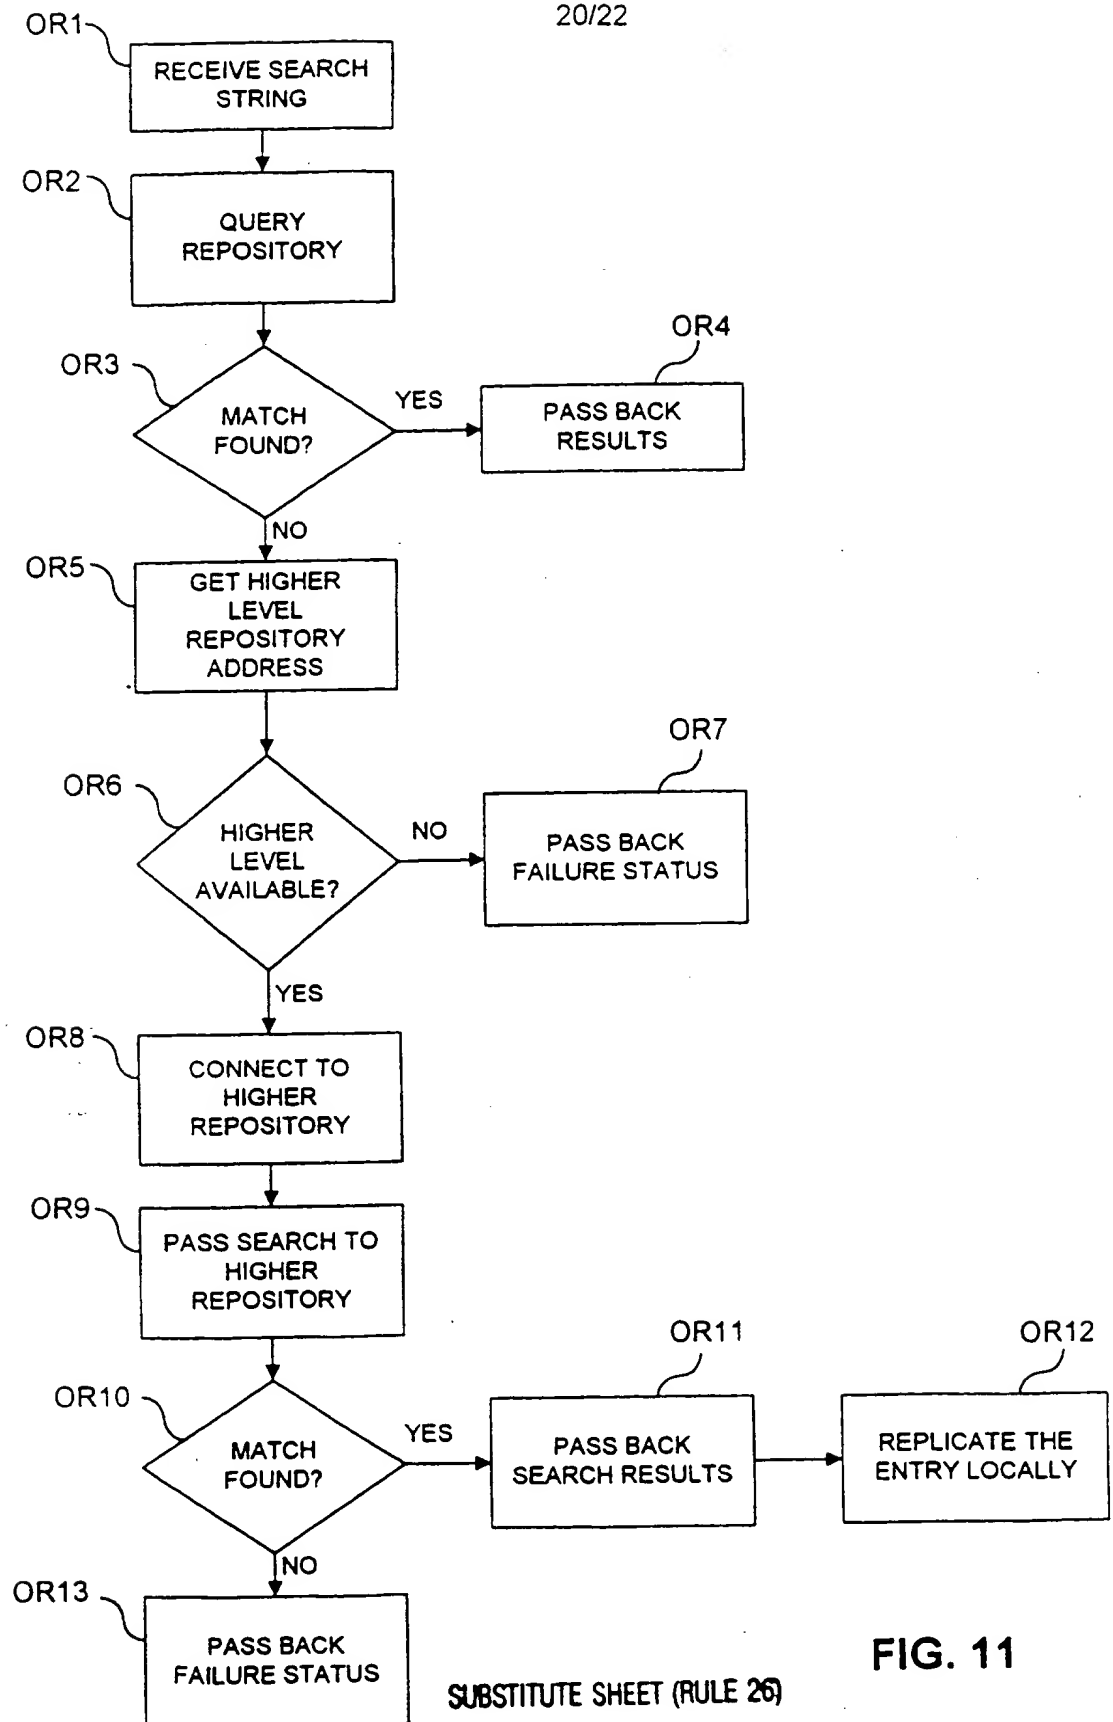 20/22
OR1
RECEIVE SEARCH
STRING
OR2
QUERY
REPOSITORY
OR3
MATCH
FOUND?
YES
OR4
PASS BACK
RESULTS
NO
OR5
GET HIGHER
LEVEL
REPOSITORY
ADDRESS
OR6
HIGHER
LEVEL
AVAILABLE?
NO
OR7
PASS BACK
FAILURE STATUS
YES
OR8
CONNECT TO
HIGHER
REPOSITORY
OR9
PASS SEARCH TO
HIGHER
REPOSITORY
OR10
MATCH
FOUND?
YES
OR11
PASS BACK
SEARCH RESULTS
OR12
REPLICATE THE
ENTRY LOCALLY
NO
OR13
PASS BACK
FAILURE STATUS
FIG. 11
SUBSTITUTE SHEET (RULE 26)